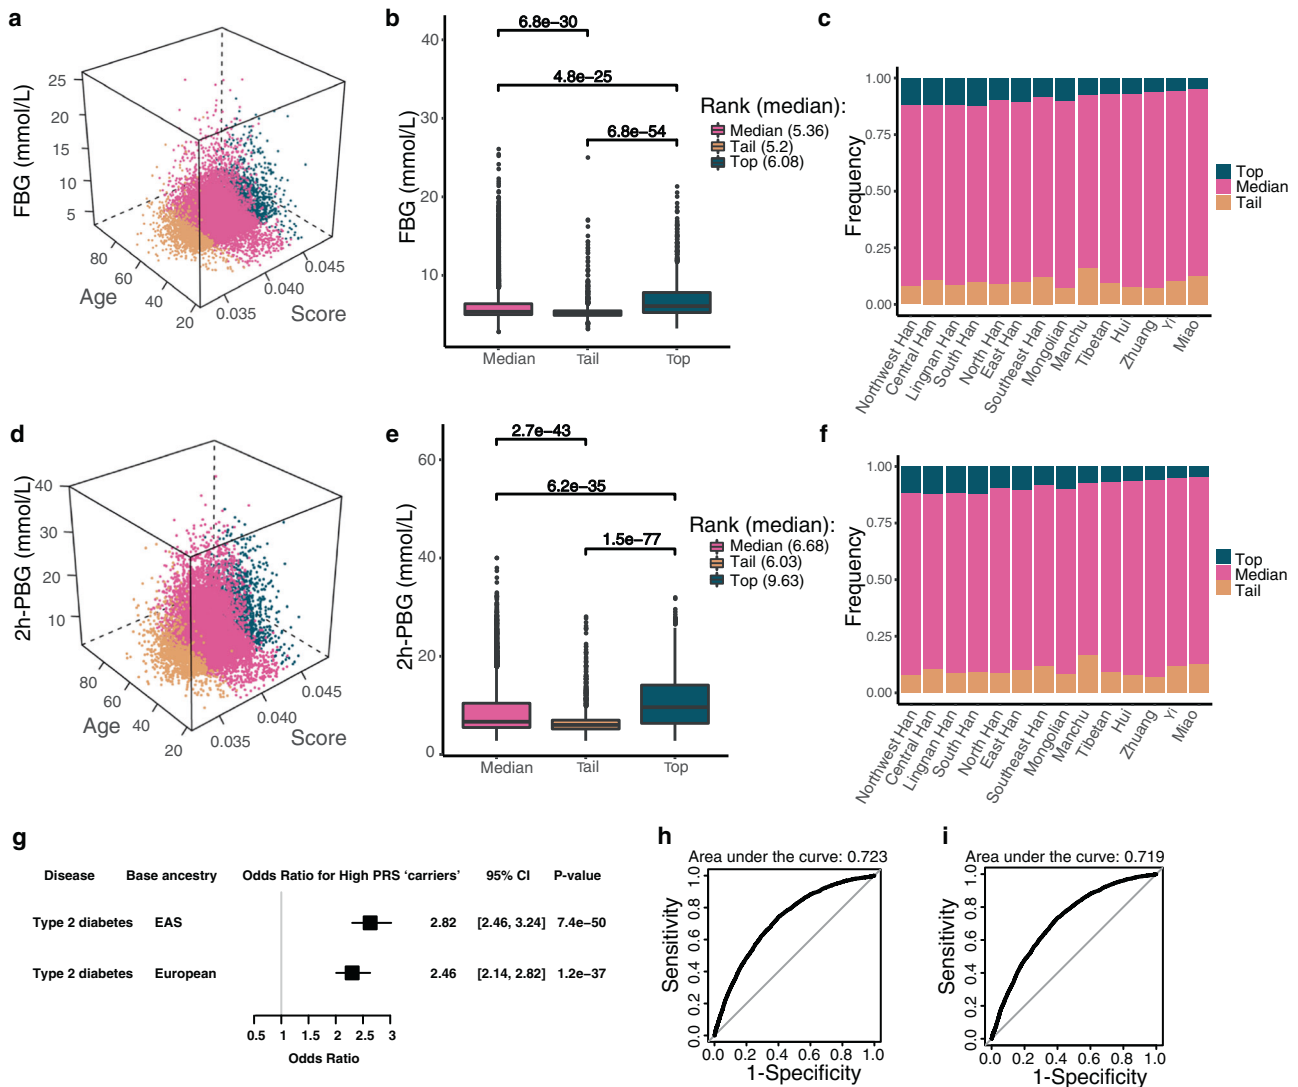 a
FBG (mmol/L)
25
20
15
10
5
80
60
40
20
Age
0.035
0.040
0.045
Score
b
FBG (mmol/L)
40
30
20
10
6.8e−30
4.8e−25
6.8e−54
Median
Tail
Top
Rank (median):
Median (5.36)
Tail (5.2)
Top (6.08)
c
Frequency
1.00
0.75
0.50
0.25
0.00
Northwest Han
Central Han
Lingnan Han
South Han
North Han
East Han
Southeast Han
Mongolian
Manchu
Tibetan
Hui
Zhuang
Yi
Miao
Top
Median
Tail
d
2h-PBG (mmol/L)
40
30
20
10
80
60
40
20
Age
0.035
0.040
0.045
Score
e
2h-PBG (mmol/L)
60
40
20
0
2.7e−43
6.2e−35
1.5e−77
Median
Tail
Top
Rank (median):
Median (6.68)
Tail (6.03)
Top (9.63)
f
Frequency
1.00
0.75
0.50
0.25
0.00
Northwest Han
Central Han
Lingnan Han
South Han
North Han
East Han
Southeast Han
Mongolian
Manchu
Tibetan
Hui
Zhuang
Yi
Miao
Top
Median
Tail
g
Disease Base ancestry Odds Ratio for High PRS ‘carriers’ 95% CI P-value
Type 2 diabetes EAS 2.82 [2.46, 3.24] 7.4e−50
Type 2 diabetes European 2.46 [2.14, 2.82] 1.2e−37
0.5 1 1.5 2 2.5 3
Odds Ratio
h
Area under the curve: 0.723
Sensitivity
1.0
0.8
0.6
0.4
0.2
0.0
0.0 0.2 0.4 0.6 0.8 1.0
1-Specificity
i
Area under the curve: 0.719
Sensitivity
1.0
0.8
0.6
0.4
0.2
0.0
0.0 0.2 0.4 0.6 0.8 1.0
1-Specificity